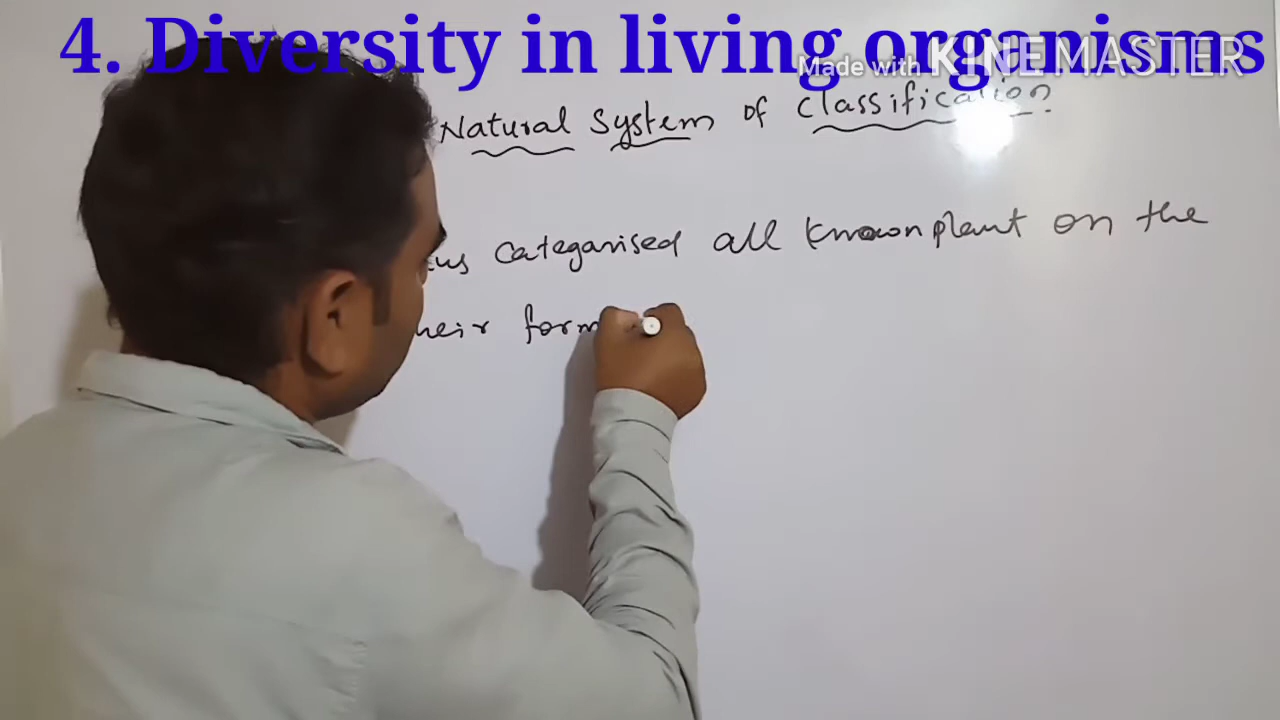 4. Diversity in living organisms
Made with KINEMASTER
Natural System of Classification
categarised all known plant on the
form